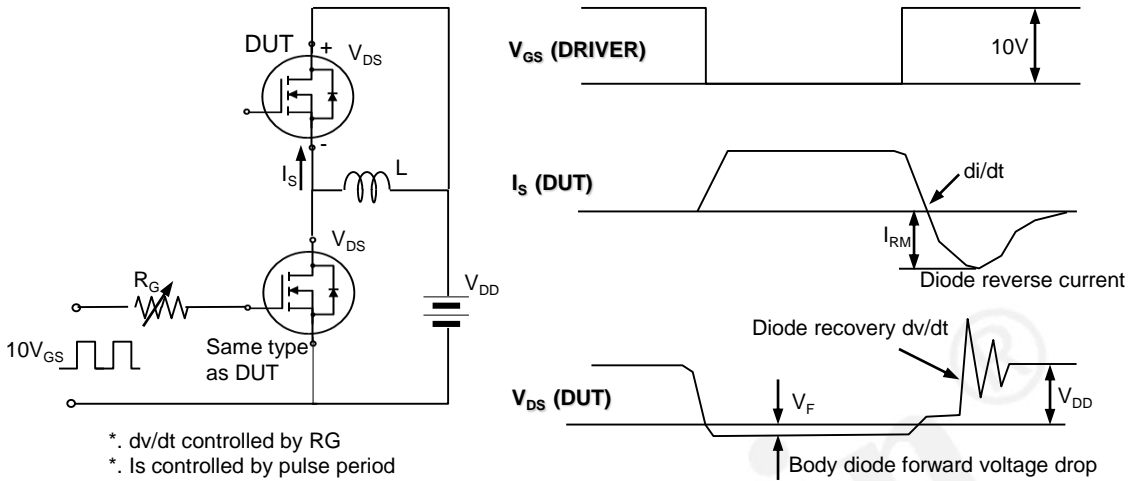 DUT
+
V_DS
-
I_S
L
V_DS
R_G
V_DD
10V_GS
Same type
as DUT
*. dv/dt controlled by RG
*. Is controlled by pulse period
V_GS (DRIVER)
10V
I_S (DUT)
di/dt
I_RM
Diode reverse current
Diode recovery dv/dt
V_DS (DUT)
V_F
V_DD
Body diode forward voltage drop